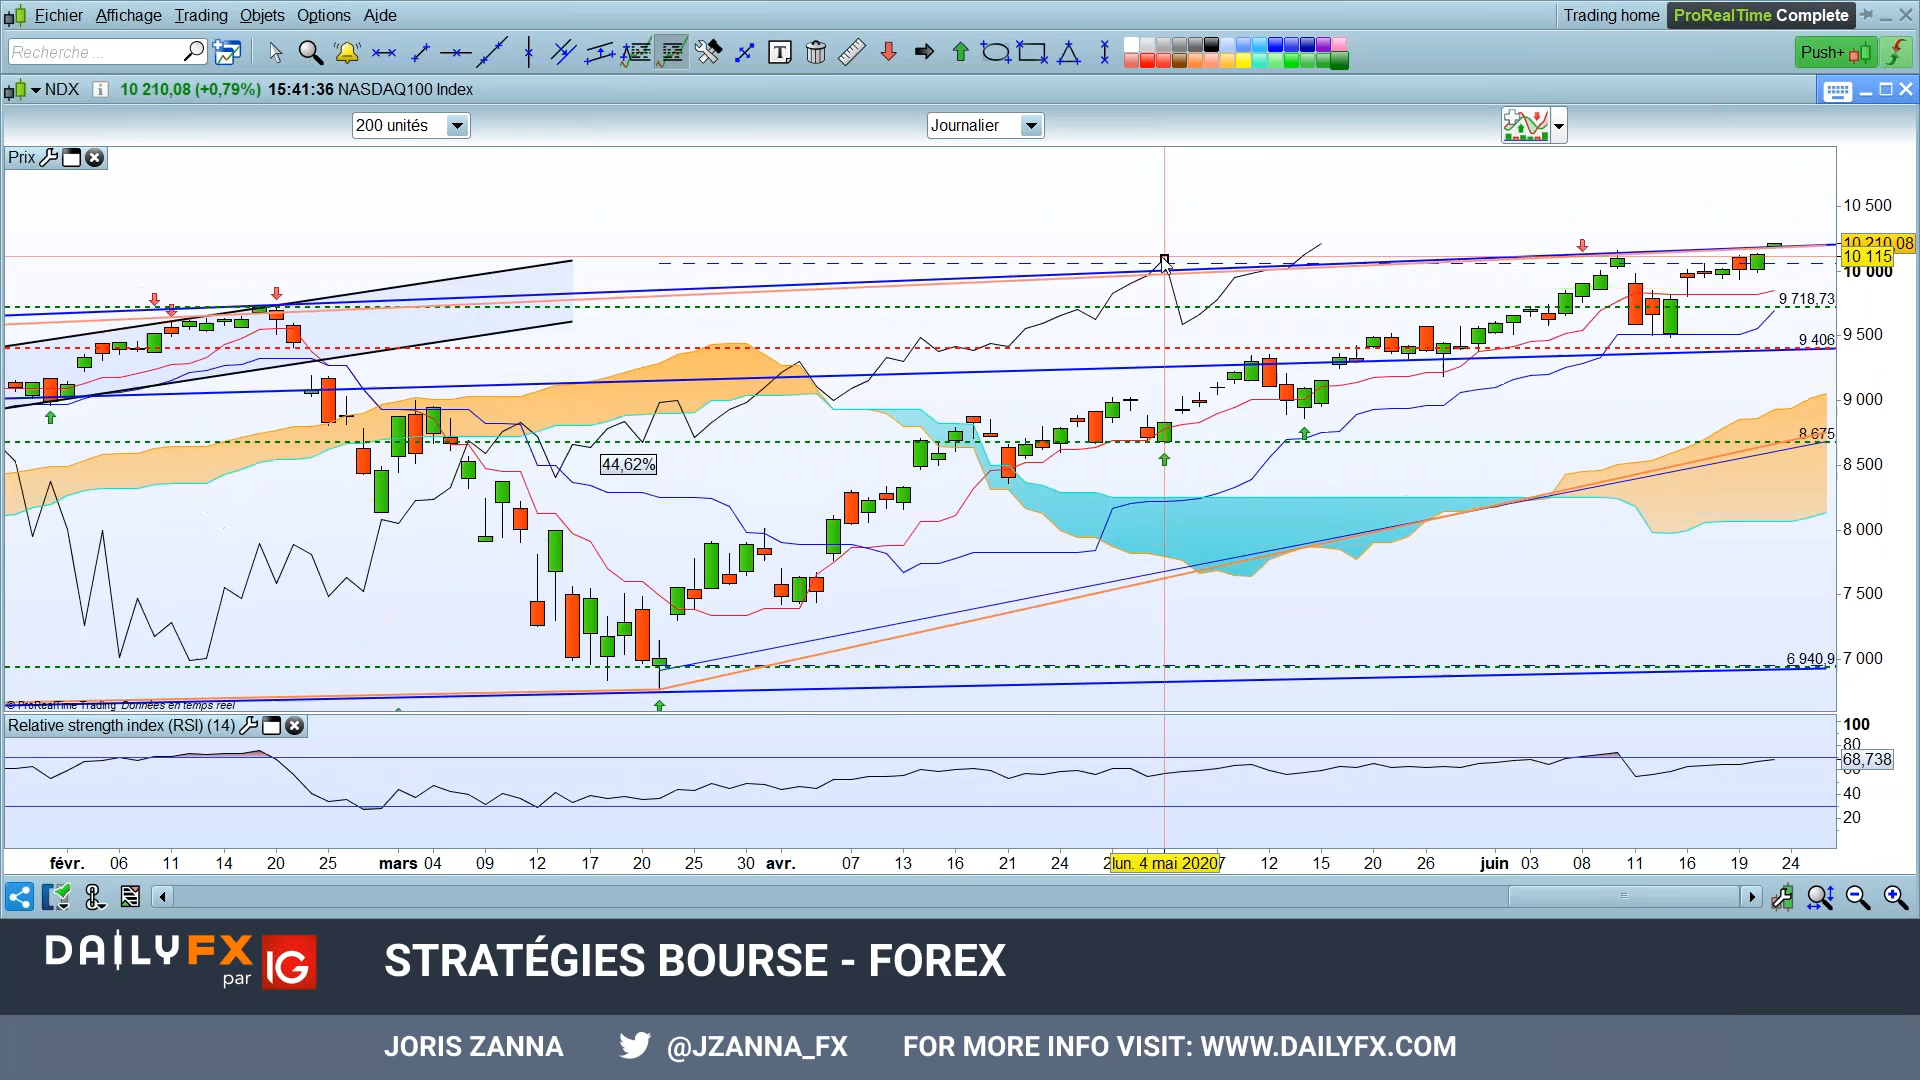 Fichier Affichage Trading Objets Options Aide
Trading home ProRealTime Complete
Recherche ...
T
Push+
NDX i 10 210,08 (+0,79%) 15:41:36 NASDAQ100 Index
200 unités
Journalier
Prix
10 500
10 210,08
10 115
10 000
9 718,73
9 500
9 406
9 000
8 675
8 500
44,62%
8 000
7 500
7 000
6 940,9
© ProRealTime Trading Données en temps réel
Relative strength index (RSI) (14)
100
80
68,738
40
20
févr. 06 11 14 20 25 mars 04 09 12 17 20 25 30 avr. 07 13 16 21 24 lun. 4 mai 2020 12 15 20 26 juin 03 08 11 16 19 24
DAILYFX
par IG
STRATÉGIES BOURSE - FOREX
JORIS ZANNA @JZANNA_FX FOR MORE INFO VISIT: WWW.DAILYFX.COM